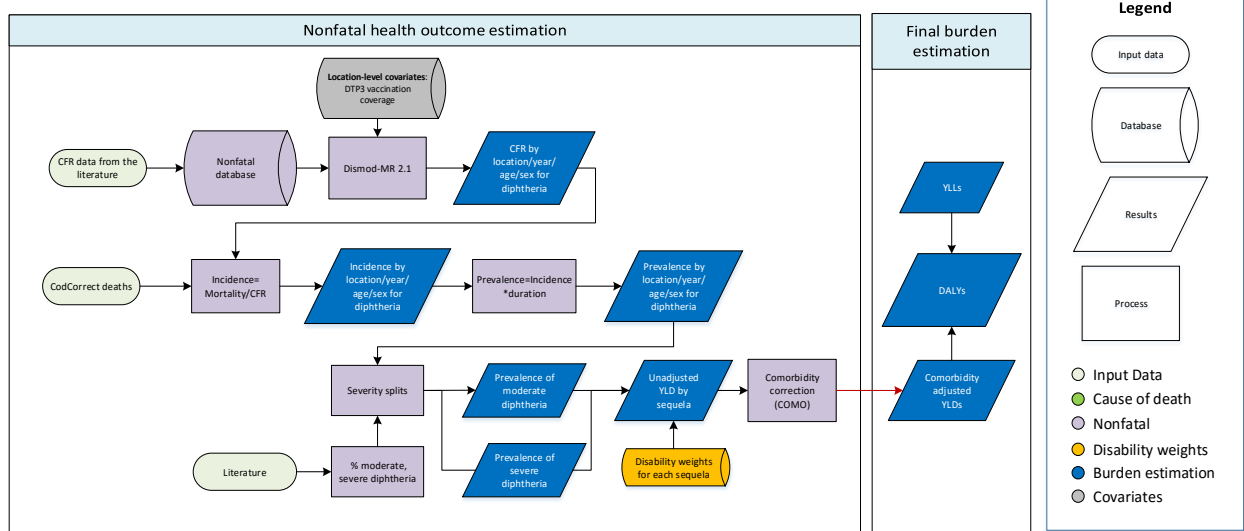 Nonfatal health outcome estimation
Final burden
estimation
Legend
Location-level covariates:
DTP3 vaccination
coverage
CFR data from the
literature
Nonfatal
database
Dismod-MR 2.1
CFR by
location/year/
age/sex for
diphtheria
CodCorrect deaths
Incidence=
Mortality/CFR
Incidence by
location/year/
age/sex for
diphtheria
Prevalence=Incidence
*duration
Prevalence by
location/year/
age/sex for
diphtheria
Severity splits
Prevalence of
moderate
diphtheria
Unadjusted
YLD by
sequela
Comorbidity
correction
(COMO)
Literature
% moderate,
severe diphtheria
Prevalence of
severe
diphtheria
Disability weights
for each sequela
YLLs
DALYs
Comorbidity
adjusted
YLDs
Input data
Database
Results
Process
Input Data
Cause of death
Nonfatal
Disability weights
Burden estimation
Covariates